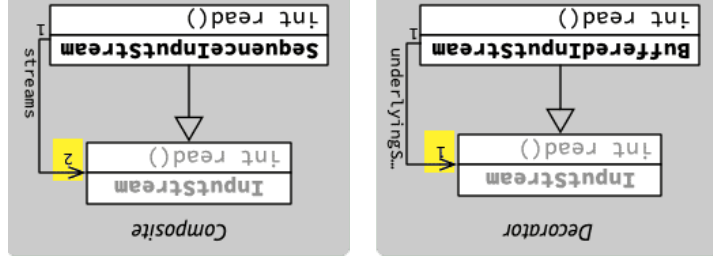 Decorator
InputStream
int read()
1
underlyingS…
1
BufferedInputStream
int read()
Composite
InputStream
int read()
2
streams
1
SequenceInputStream
int read()